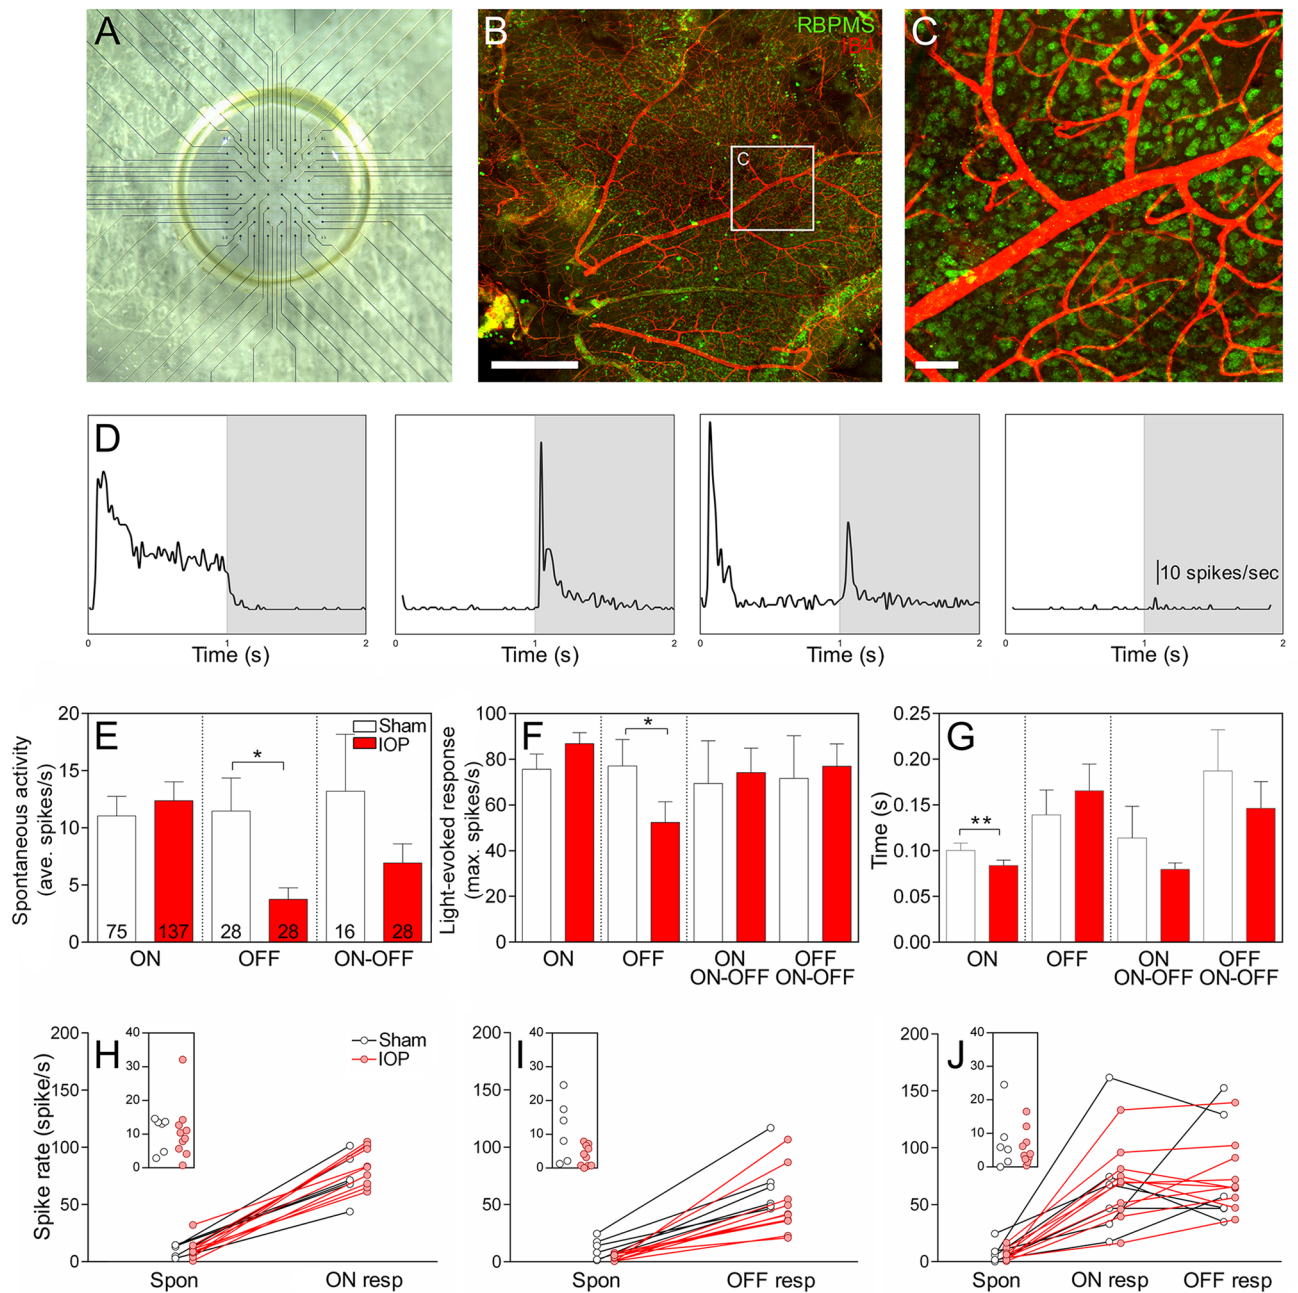 A
B
RBPMS
IB4
C
C
D
10 spikes/sec
0 1 2
0 1 2
0 1 2
0 1 2
Time (s)
Time (s)
Time (s)
Time (s)
E
Spontaneous activity
(ave. spikes/s)
20
15
10
5
0
Sham
IOP
*
75 137 28 28 16 28
ON OFF ON-OFF
F
Light-evoked response
(max. spikes/s)
100
80
60
40
20
0
*
ON OFF ON OFF
ON-OFF ON-OFF
G
Time (s)
0.25
0.20
0.15
0.10
0.05
0.00
**
ON OFF ON OFF
ON-OFF ON-OFF
H
Spike rate (spike/s)
200
150
100
50
0
40
30
20
10
0
Sham
IOP
Spon ON resp
I
200
150
100
50
0
40
30
20
10
0
Spon OFF resp
J
200
150
100
50
0
40
30
20
10
0
Spon ON resp OFF resp